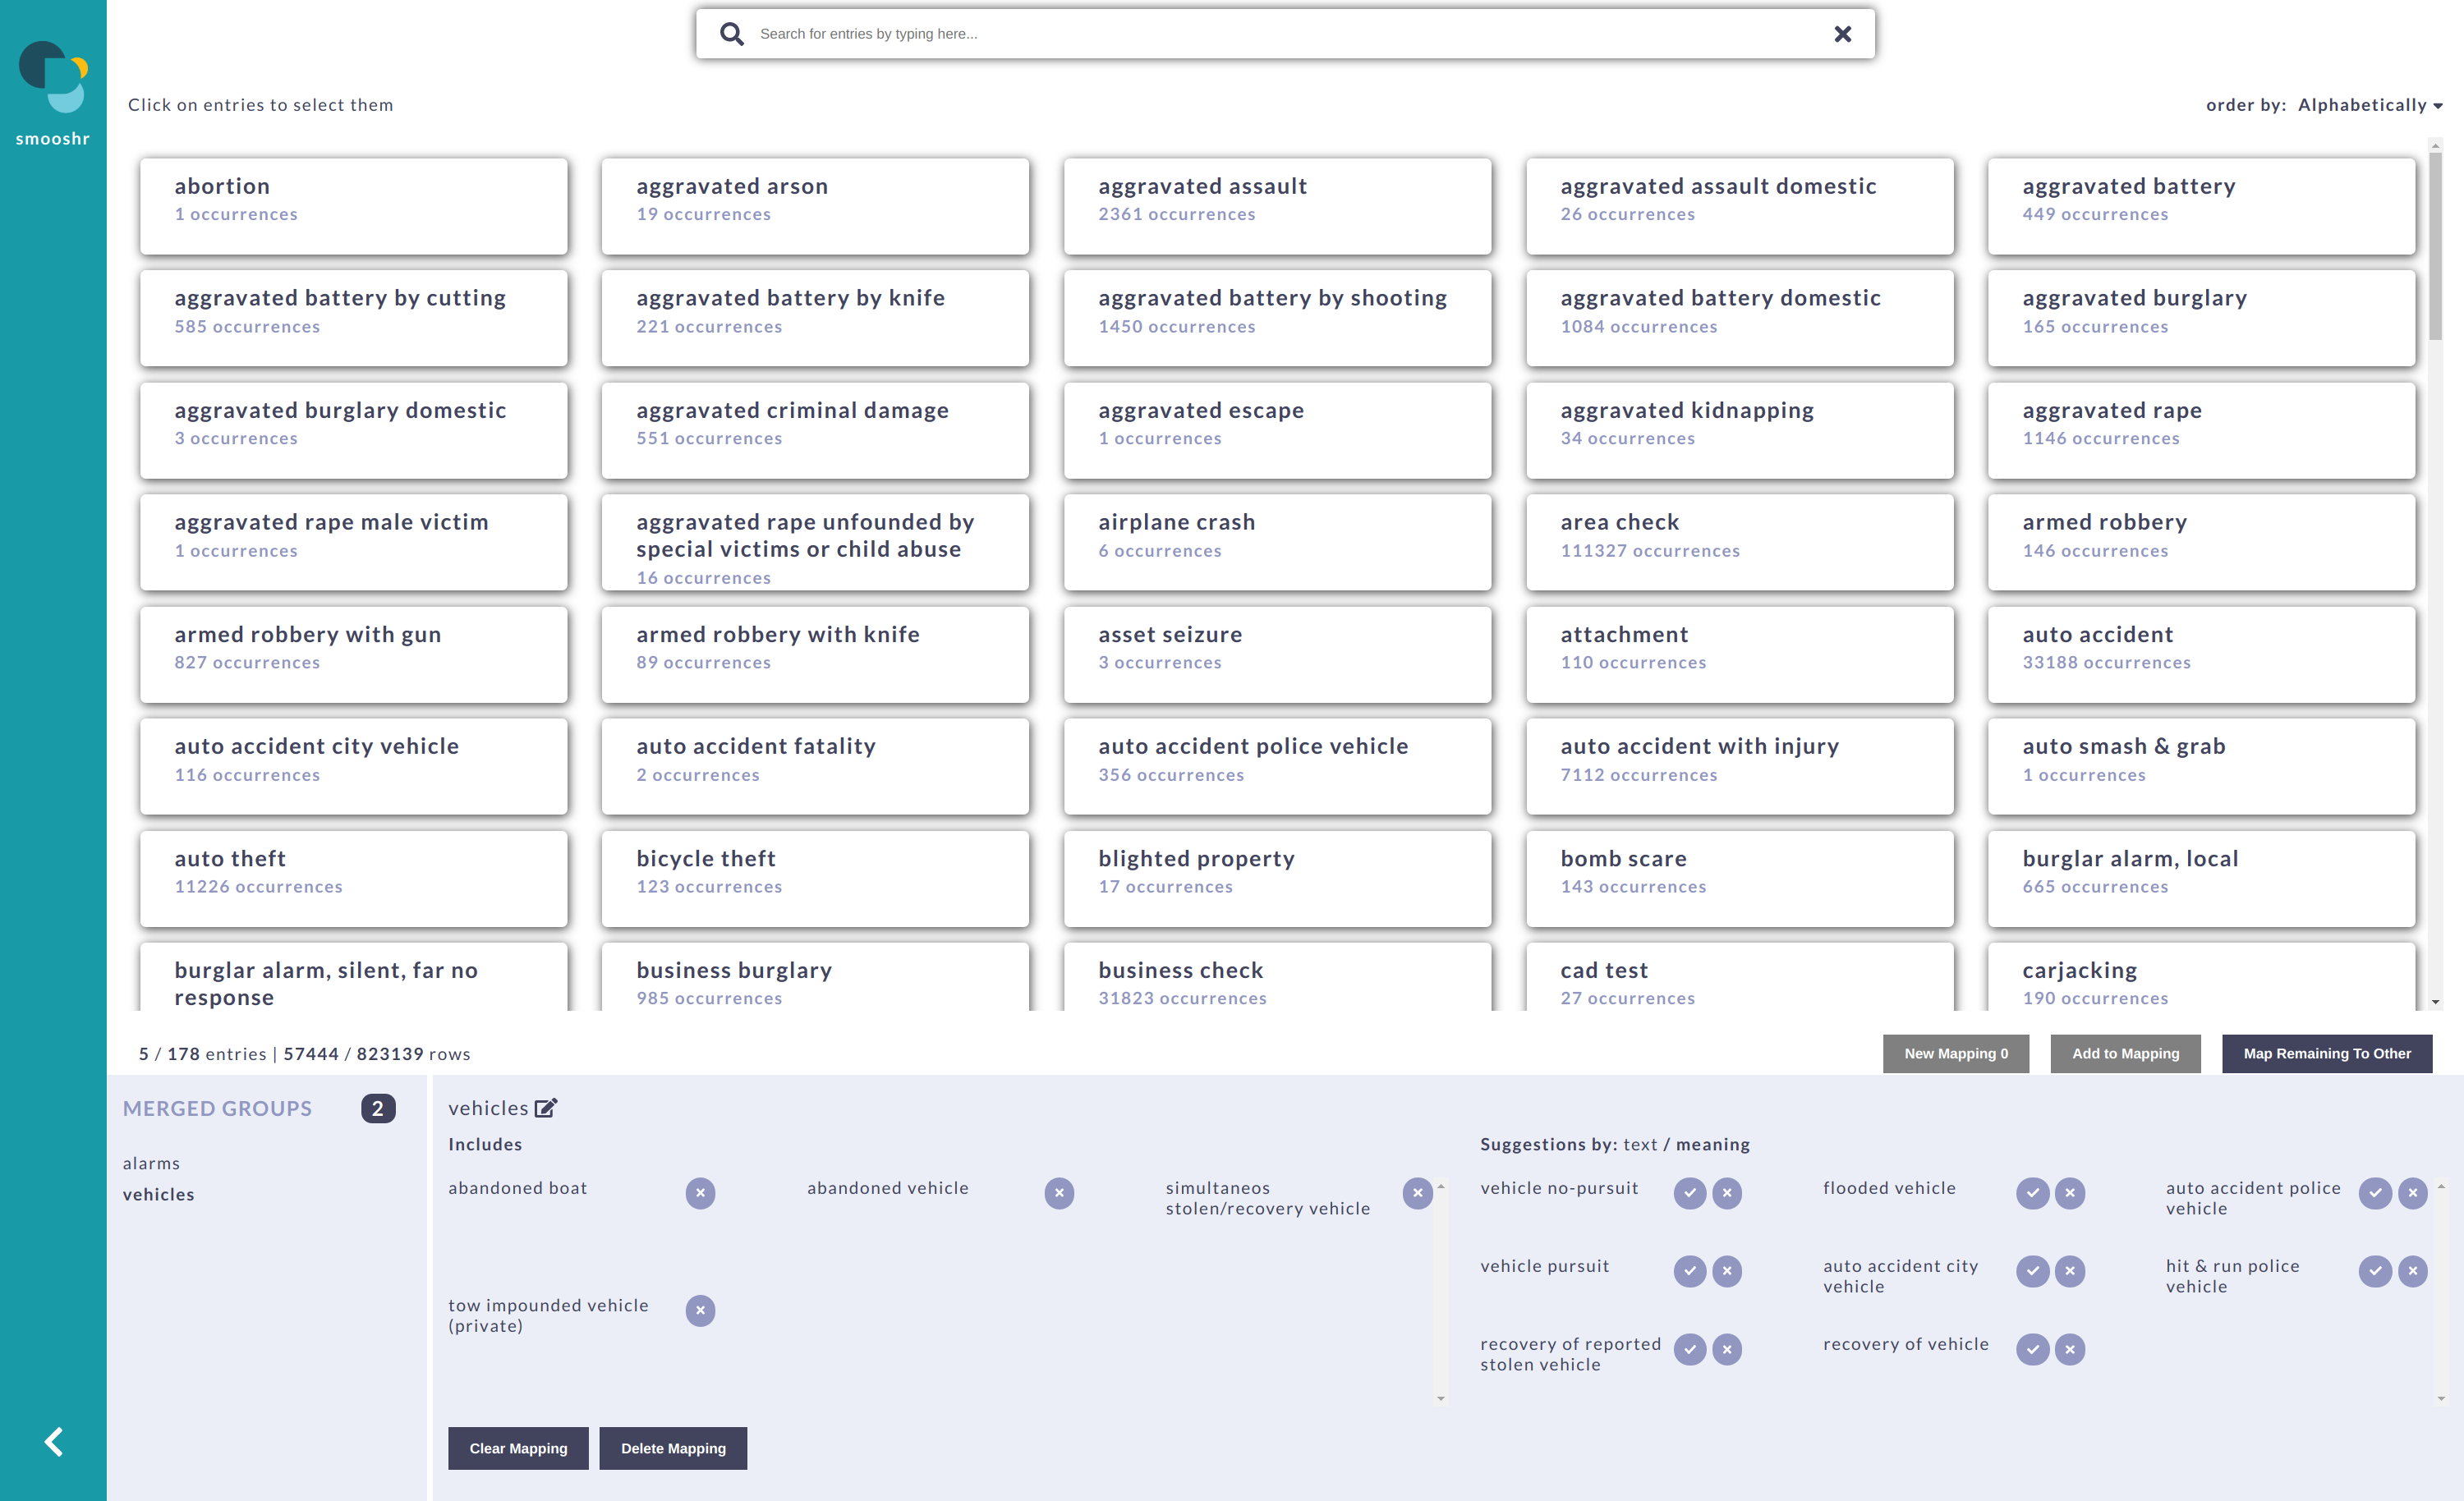 smooshr
Search for entries by typing here...
Click on entries to select them
order by: Alphabetically
abortion
1 occurrences
aggravated arson
19 occurrences
aggravated assault
2361 occurrences
aggravated assault domestic
26 occurrences
aggravated battery
449 occurrences
aggravated battery by cutting
585 occurrences
aggravated battery by knife
221 occurrences
aggravated battery by shooting
1450 occurrences
aggravated battery domestic
1084 occurrences
aggravated burglary
165 occurrences
aggravated burglary domestic
3 occurrences
aggravated criminal damage
551 occurrences
aggravated escape
1 occurrences
aggravated kidnapping
34 occurrences
aggravated rape
1146 occurrences
aggravated rape male victim
1 occurrences
aggravated rape unfounded by
special victims or child abuse
16 occurrences
airplane crash
6 occurrences
area check
111327 occurrences
armed robbery
146 occurrences
armed robbery with gun
827 occurrences
armed robbery with knife
89 occurrences
asset seizure
3 occurrences
attachment
110 occurrences
auto accident
33188 occurrences
auto accident city vehicle
116 occurrences
auto accident fatality
2 occurrences
auto accident police vehicle
356 occurrences
auto accident with injury
7112 occurrences
auto smash & grab
1 occurrences
auto theft
11226 occurrences
bicycle theft
123 occurrences
blighted property
17 occurrences
bomb scare
143 occurrences
burglar alarm, local
665 occurrences
burglar alarm, silent, far no
response
business burglary
985 occurrences
business check
31823 occurrences
cad test
27 occurrences
carjacking
190 occurrences
5 / 178 entries | 57444 / 823139 rows
New Mapping 0
Add to Mapping
Map Remaining To Other
MERGED GROUPS 2
alarms
vehicles
vehicles
Includes
abandoned boat
abandoned vehicle
simultaneos
stolen/recovery vehicle
tow impounded vehicle
(private)
Clear Mapping
Delete Mapping
Suggestions by: text / meaning
vehicle no-pursuit
flooded vehicle
auto accident police
vehicle
vehicle pursuit
auto accident city
vehicle
hit & run police
vehicle
recovery of reported
stolen vehicle
recovery of vehicle